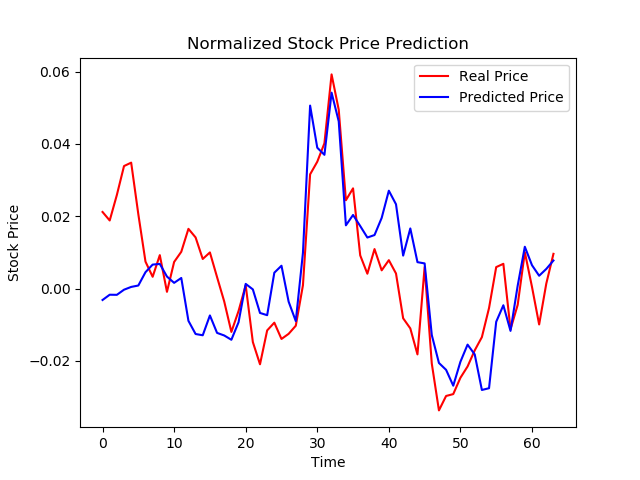 Normalized Stock Price Prediction
Real Price
Predicted Price
Stock Price
0.06
0.04
0.02
0.00
−0.02
0 10 20 30 40 50 60
Time